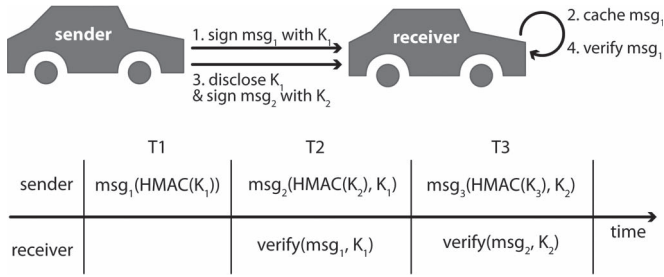 sender
1. sign msg₁ with K₁
3. disclose K₁
& sign msg₂ with K₂
receiver
2. cache msg₁
4. verify msg₁
T1 T2 T3
sender msg₁(HMAC(K₁)) msg₂(HMAC(K₂), K₁) msg₃(HMAC(K₃), K₂)
time
receiver verify(msg₁, K₁) verify(msg₂, K₂)